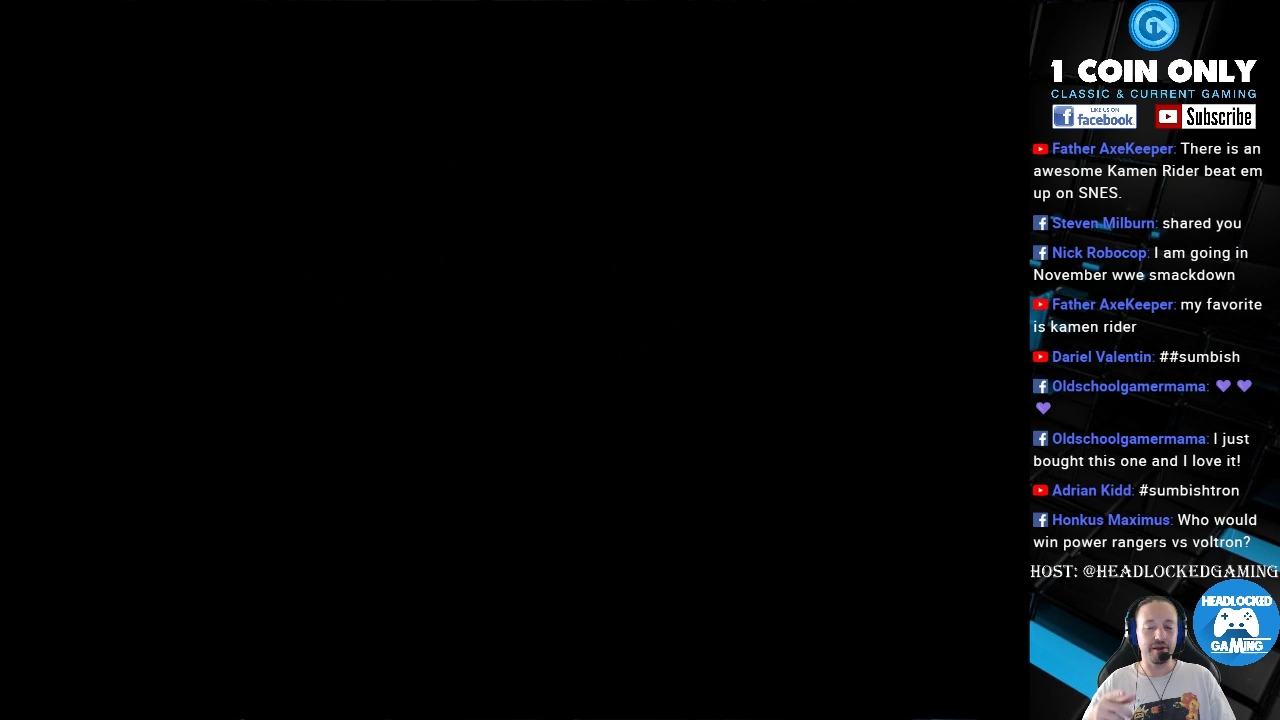 1 COIN ONLY
CLASSIC & CURRENT GAMING
LIKE US ON
facebook.
Subscribe
Father AxeKeeper: There is an
awesome Kamen Rider beat em
up on SNES.
Steven Milburn: shared you
Nick Robocop: I am going in
November wwe smackdown
Father AxeKeeper: my favorite
is kamen rider
Dariel Valentin: ##sumbish
Oldschoolgamermama: 💜 💜
💜
Oldschoolgamermama: I just
bought this one and I love it!
Adrian Kidd: #sumbishtron
Honkus Maximus: Who would
win power rangers vs voltron?
HOST: @HEADLOCKEDGAMING
HEADLOCKED
GAMING